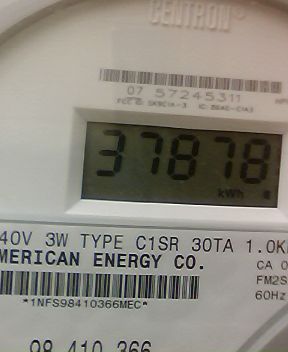 CENTRON®
07 57245311
37878
kWh
40V 3W TYPE C1SR 30TA 1.0K
MERICAN ENERGY CO.
CA 0
FM2S
60Hz
*1NFS98410366MEC*
98 410 366